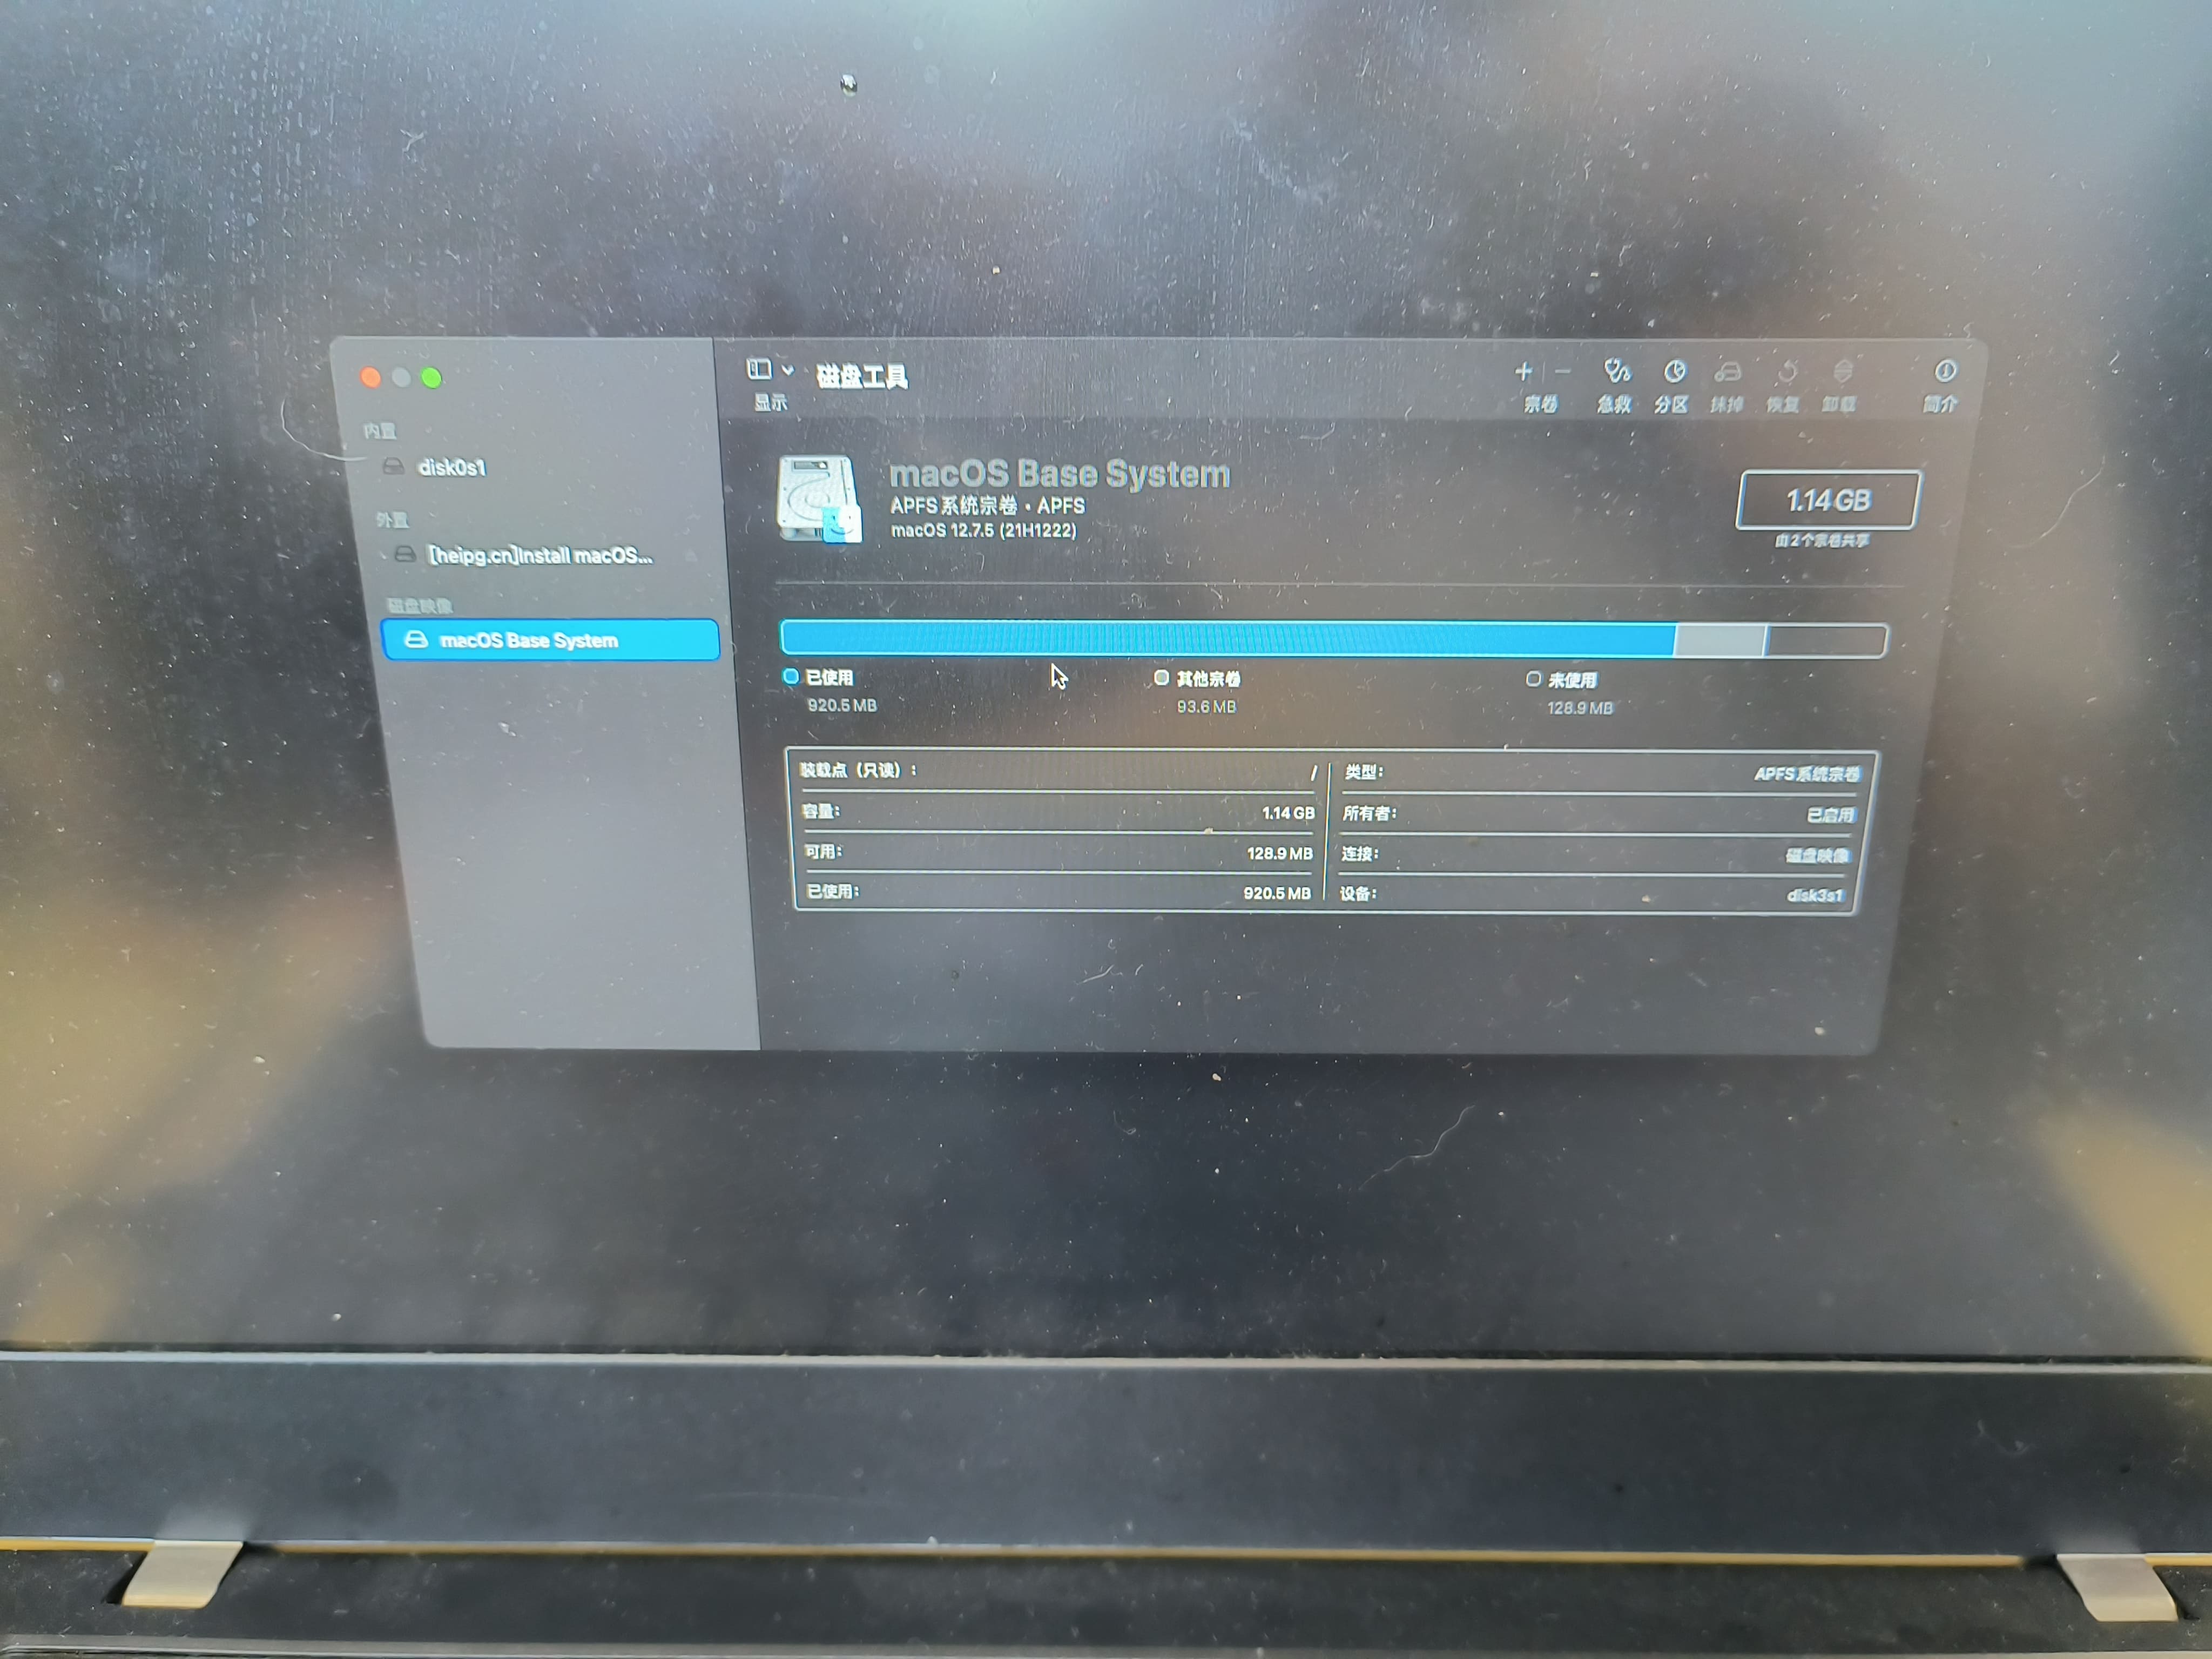 磁盘工具
显示
宗卷
急救
分区
抹掉
恢复
卸载
简介
内置
disk0s1
外置
[heipg.cn]Install macOS...
磁盘映像
macOS Base System
macOS Base System
APFS系统宗卷 • APFS
macOS 12.7.5 (21H1222)
1.14 GB
由2个宗卷共享
已使用
920.5 MB
其他宗卷
93.6 MB
未使用
128.9 MB
装载点（只读）： /
容量： 1.14 GB
可用： 128.9 MB
已使用： 920.5 MB
类型： APFS系统宗卷
所有者： 已启用
连接： 磁盘映像
设备： disk3s1